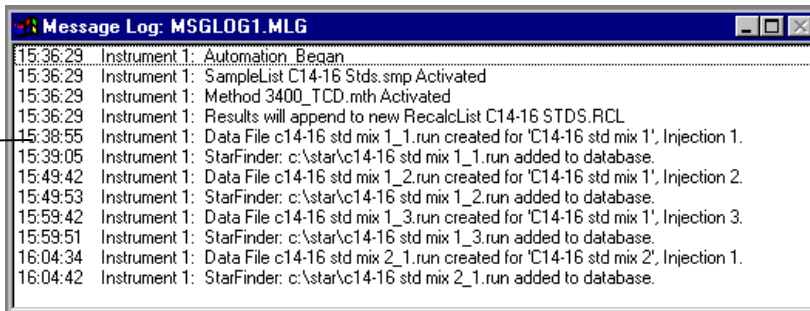 Message Log: MSGLOG1.MLG
15:36:29 Instrument 1: Automation Began
15:36:29 Instrument 1: SampleList C14-16 Stds.smp Activated
15:36:29 Instrument 1: Method 3400_TCD.mth Activated
15:36:29 Instrument 1: Results will append to new RecalcList C14-16 STDS.RCL
15:38:55 Instrument 1: Data File c14-16 std mix 1_1.run created for 'C14-16 std mix 1', Injection 1.
15:39:05 Instrument 1: StarFinder: c:\star\c14-16 std mix 1_1.run added to database.
15:49:42 Instrument 1: Data File c14-16 std mix 1_2.run created for 'C14-16 std mix 1', Injection 2.
15:49:53 Instrument 1: StarFinder: c:\star\c14-16 std mix 1_2.run added to database.
15:59:42 Instrument 1: Data File c14-16 std mix 1_3.run created for 'C14-16 std mix 1', Injection 3.
15:59:51 Instrument 1: StarFinder: c:\star\c14-16 std mix 1_3.run added to database.
16:04:34 Instrument 1: Data File c14-16 std mix 2_1.run created for 'C14-16 std mix 2', Injection 1.
16:04:42 Instrument 1: StarFinder: c:\star\c14-16 std mix 2_1.run added to database.